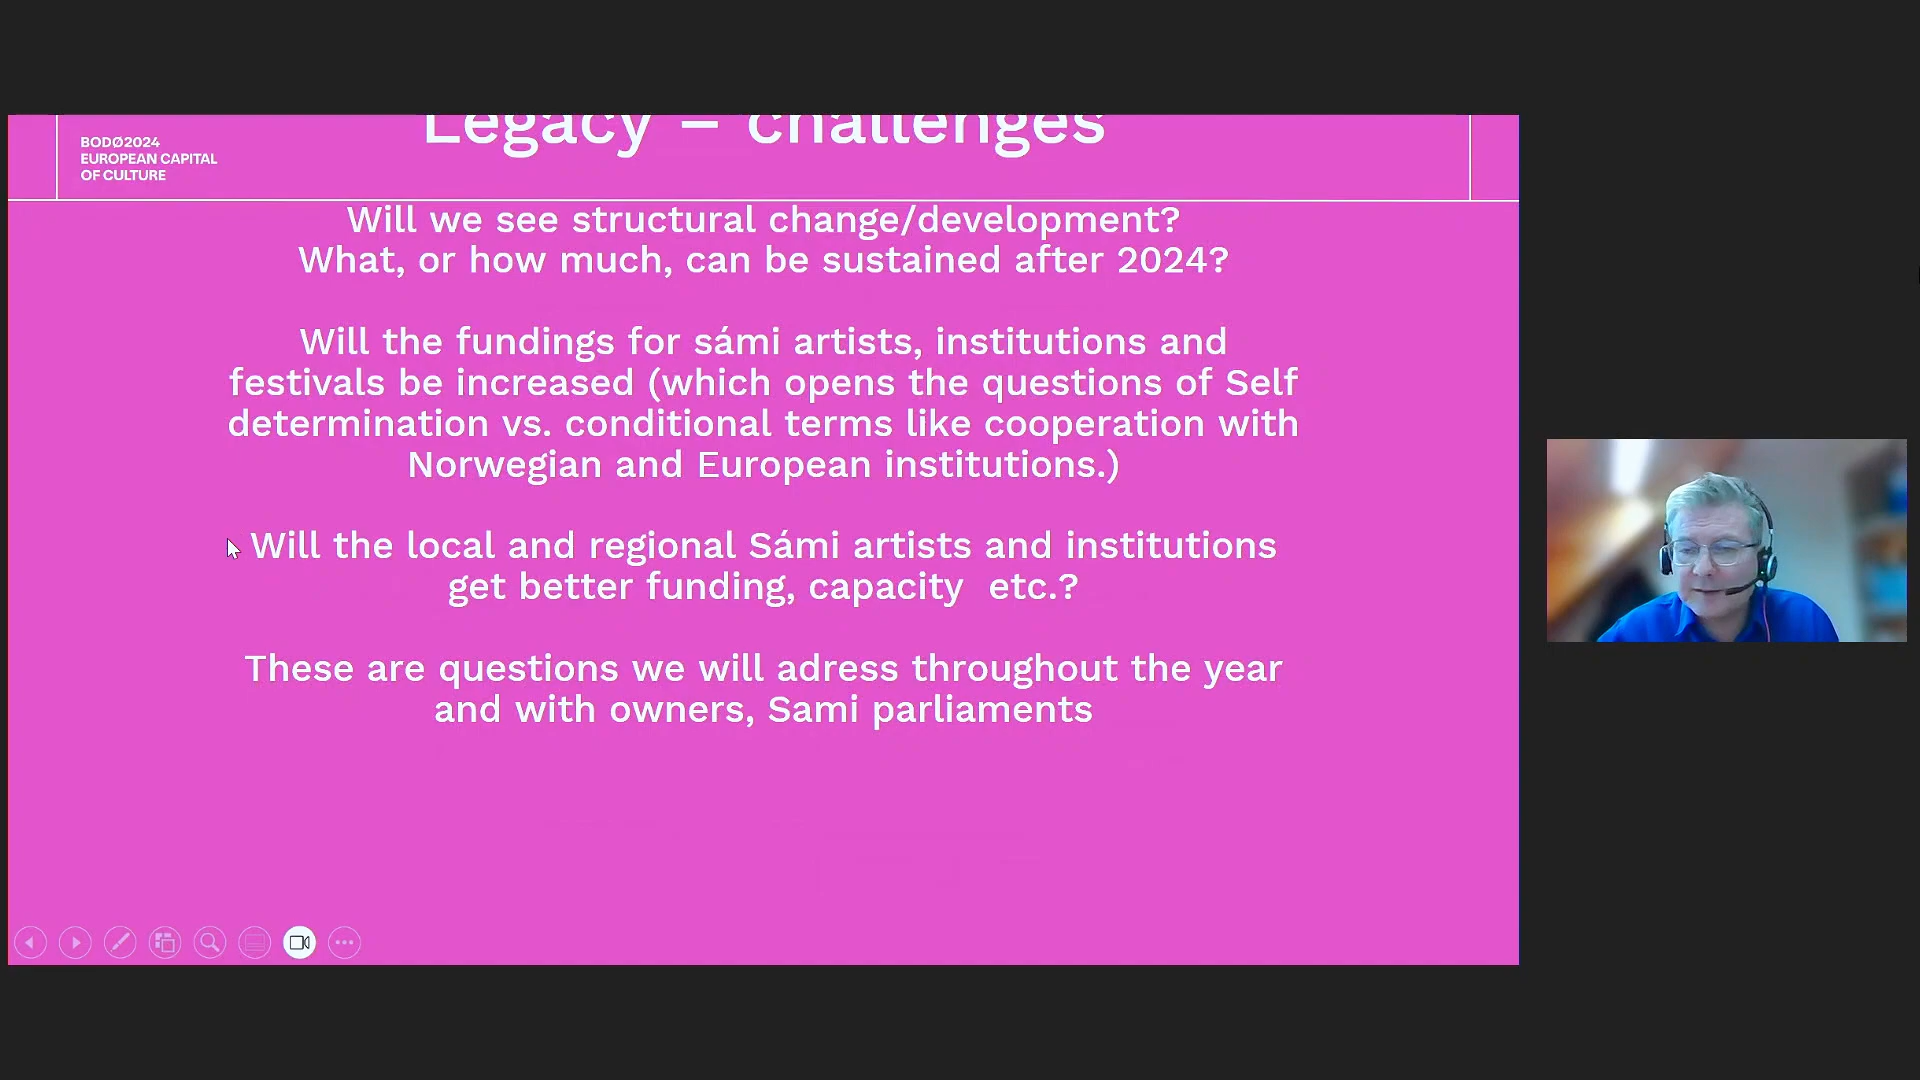 Legacy – challenges
BODØ2024
EUROPEAN CAPITAL
OF CULTURE
Will we see structural change/development?
What, or how much, can be sustained after 2024?
Will the fundings for sámi artists, institutions and
festivals be increased (which opens the questions of Self
determination vs. conditional terms like cooperation with
Norwegian and European institutions.)
Will the local and regional Sámi artists and institutions
get better funding, capacity  etc.?
These are questions we will adress throughout the year
and with owners, Sami parliaments